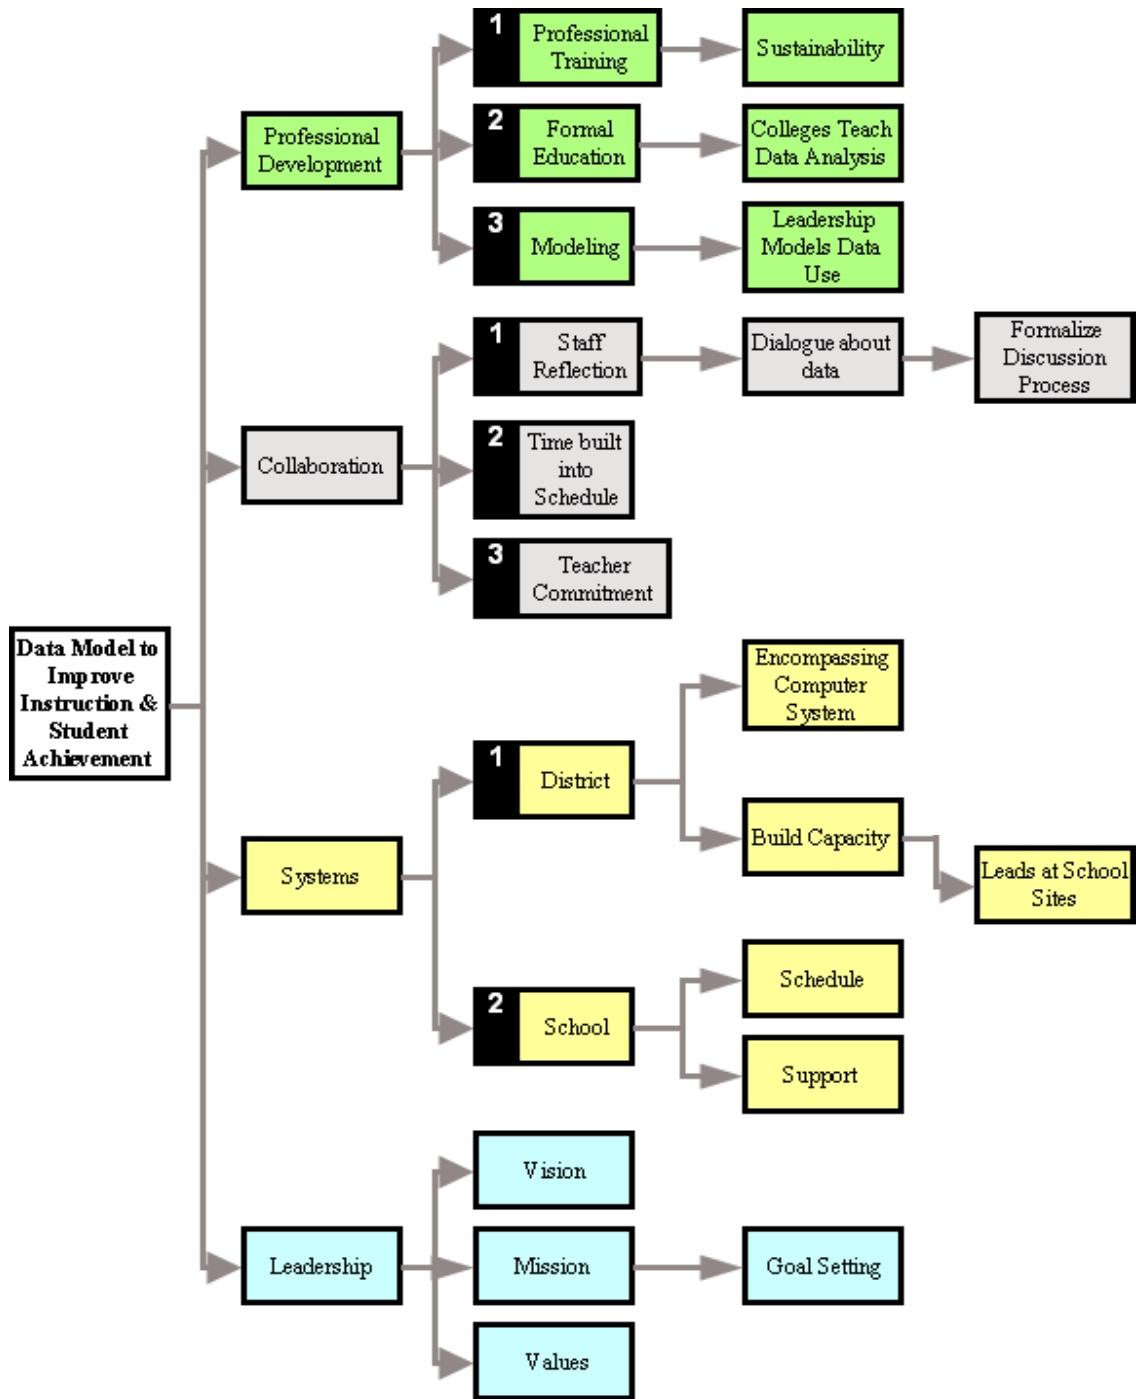 1
Professional
Training
Sustainability
2
Formal
Education
Colleges Teach
Data Analysis
Professional
Development
3
Modeling
Leadership
Models Data
Use
1
Staff
Reflection
Dialogue about
data
Formalize
Discussion
Process
Collaboration
2
Time built
into
Schedule
3
Teacher
Commitment
Data Model to
Improve
Instruction &
Student
Achievement
Encompassing
Computer
System
1
District
Build Capacity
Leads at School
Sites
Systems
2
School
Schedule
Support
Vision
Leadership
Mission
Goal Setting
Values